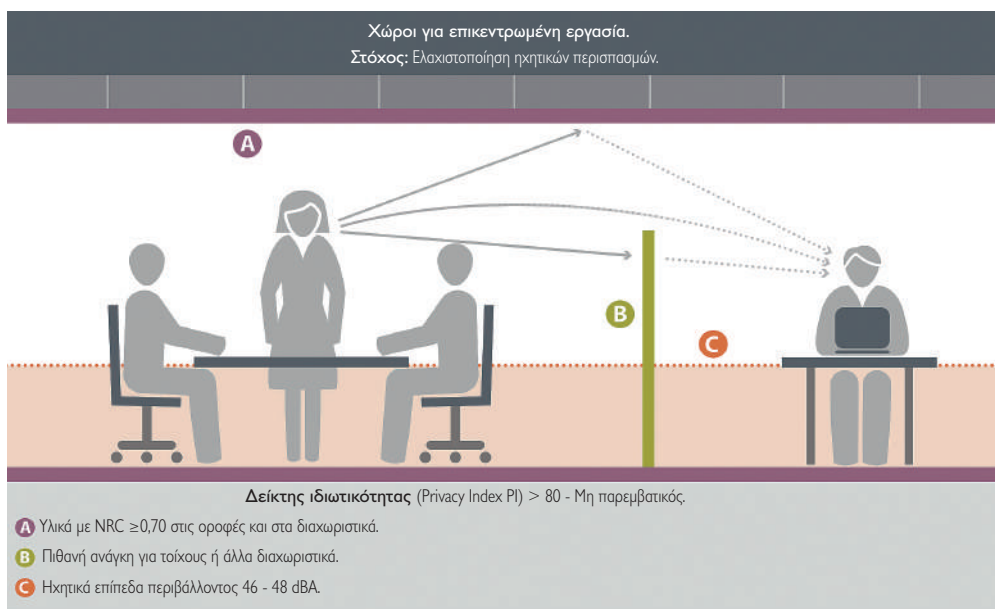 Χώροι για επικεντρωμένη εργασία.
Στόχος: Ελαχιστοποίηση ηχητικών περισπασμών.
A
B
C
Δείκτης ιδιωτικότητας (Privacy Index PI) > 80 - Μη παρεμβατικός.
A Υλικά με NRC ≥0,70 στις οροφές και στα διαχωριστικά.
B Πιθανή ανάγκη για τοίχους ή άλλα διαχωριστικά.
C Ηχητικά επίπεδα περιβάλλοντος 46 - 48 dBA.